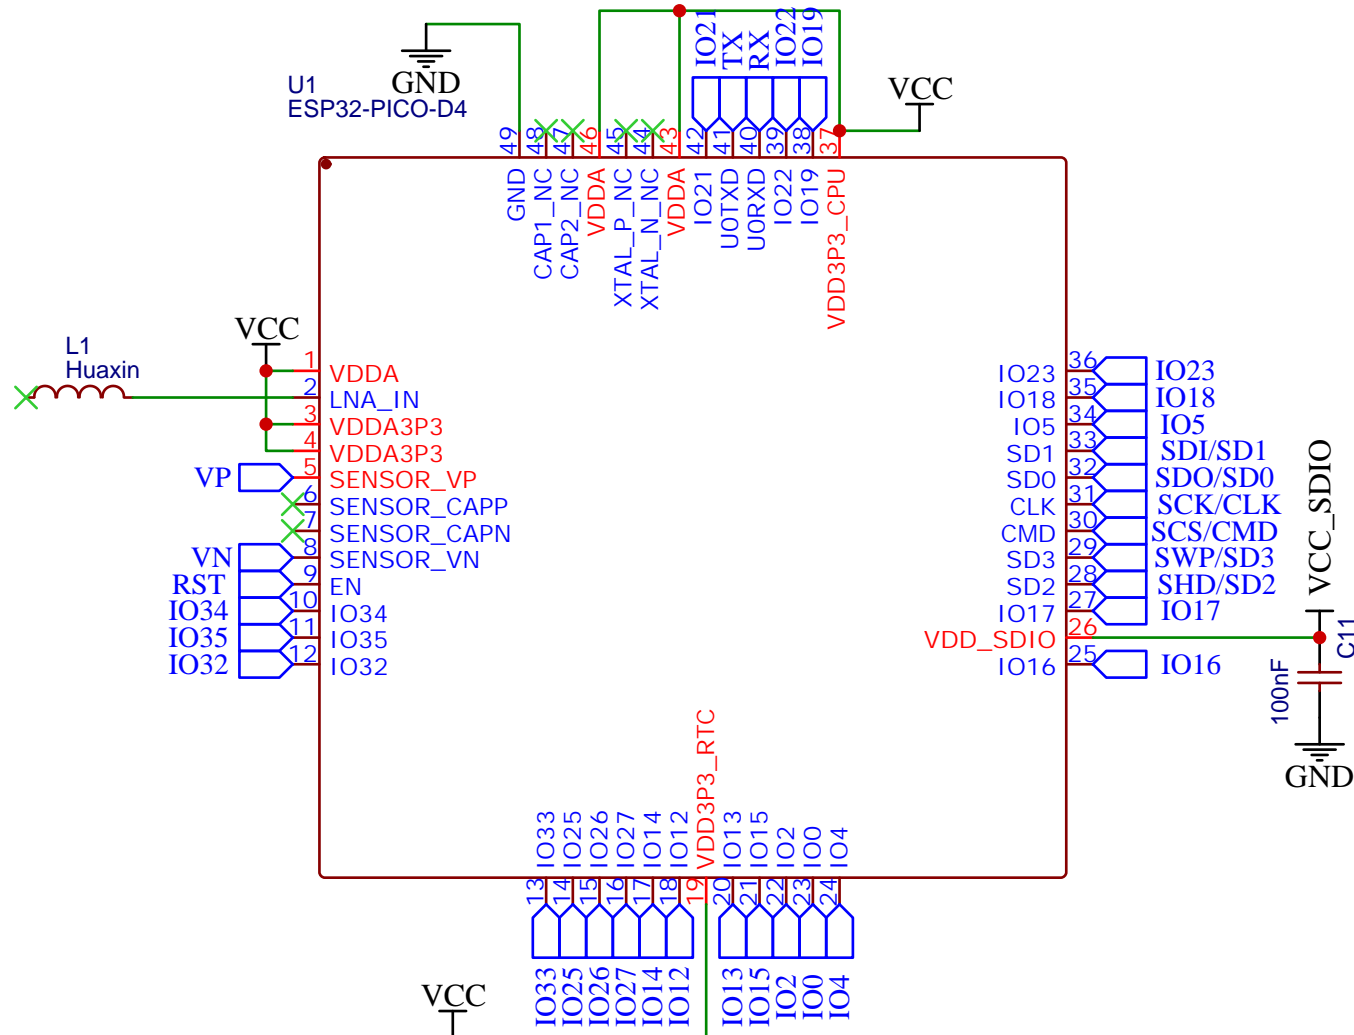 IO21
TX
RX
IO22
IO19
GND
VCC
U1
ESP32-PICO-D4
49
48
47
46
45
44
43
42
41
40
39
38
37
GND
CAP1_NC
CAP2_NC
VDDA
XTAL_P_NC
XTAL_N_NC
VDDA
IO21
U0TXD
U0RXD
IO22
IO19
VDD3P3_CPU
VCC
L1
Huaxin
1 VDDA
2 LNA_IN
3 VDDA3P3
4 VDDA3P3
VP 5 SENSOR_VP
6 SENSOR_CAPP
7 SENSOR_CAPN
VN 8 SENSOR_VN
RST 9 EN
IO34 10 IO34
IO35 11 IO35
IO32 12 IO32
IO23 36 IO23
IO18 35 IO18
IO5 34 IO5
SD1 33 SDI/SD1
SD0 32 SDO/SD0
CLK 31 SCK/CLK
CMD 30 SCS/CMD
SD3 29 SWP/SD3
SD2 28 SHD/SD2
IO17 27 IO17
VDD_SDIO 26
IO16 25 IO16
VCC_SDIO
C11
100nF
GND
IO33
IO25
IO26
IO27
IO14
IO12
VDD3P3_RTC
IO13
IO15
IO2
IO0
IO4
13
14
15
16
17
18
19
20
21
22
23
24
IO33
IO25
IO26
IO27
IO14
IO12
IO13
IO15
IO2
IO0
IO4
VCC